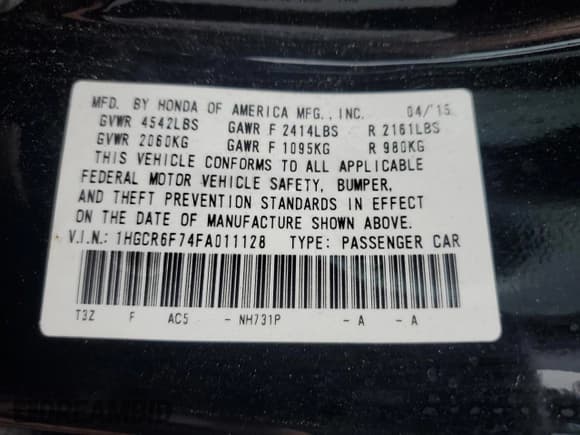 MFD. BY HONDA OF AMERICA MFG., INC. 04/'15
GVWR 4542LBS GAWR F 2414LBS R 2161LBS
GVWR 2060KG GAWR F 1095KG R 980KG
THIS VEHICLE CONFORMS TO ALL APPLICABLE
FEDERAL MOTOR VEHICLE SAFETY, BUMPER,
AND THEFT PREVENTION STANDARDS IN EFFECT
ON THE DATE OF MANUFACTURE SHOWN ABOVE.
V.I.N.: 1HGCR6F74FA011128 TYPE: PASSENGER CAR
T3Z F AC5 - NH731P - A - A